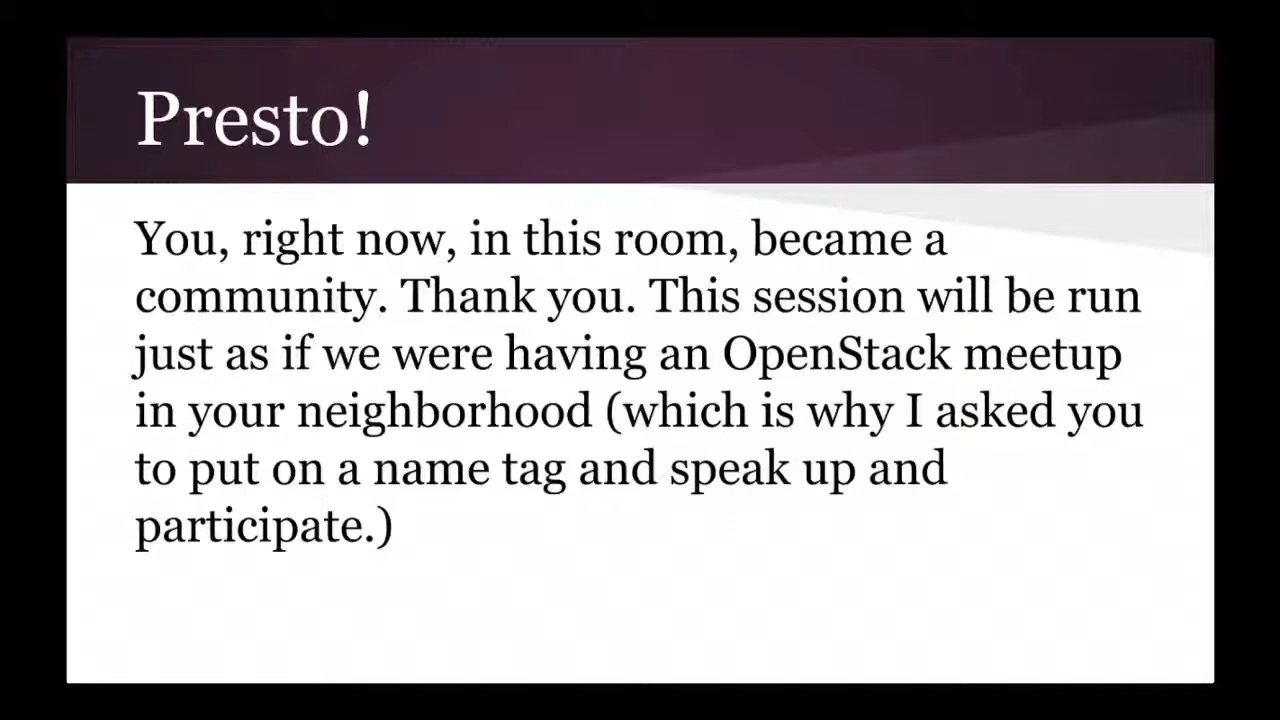 Presto!
You, right now, in this room, became a
community. Thank you. This session will be run
just as if we were having an OpenStack meetup
in your neighborhood (which is why I asked you
to put on a name tag and speak up and
participate.)